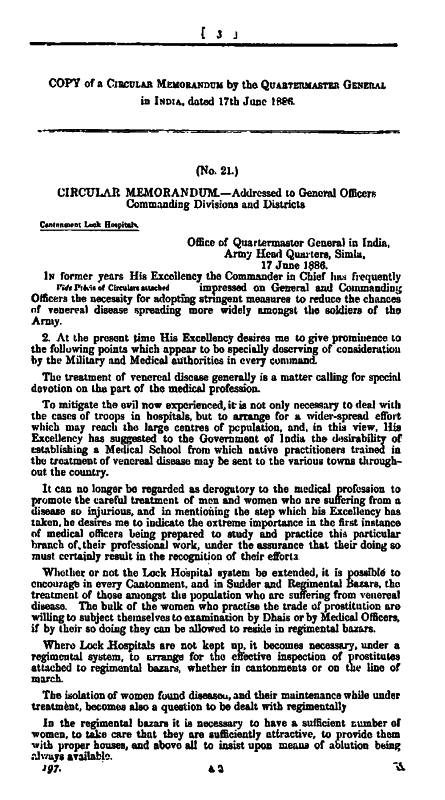 [ 3 ]
COPY of a CIRCULAR MEMORANDUM by the QUARTERMASTER GENERAL
in INDIA, dated 17th June 1886.
(No. 21.)
CIRCULAR MEMORANDUM.—Addressed to General Officers
Commanding Divisions and Districts
Cantonment Lock Hospitals.
Office of Quartermaster General in India,
Army Head Quarters, Simla,
17 June 1886.
IN former years His Excellency the Commander in Chief has frequently
Vide Précis of Circulars attached impressed on General and Commanding
Officers the necessity for adopting stringent measures to reduce the chances
of venereal disease spreading more widely amongst the soldiers of the
Army.
2. At the present time His Excellency desires me to give prominence to
the following points which appear to be specially deserving of consideration
by the Military and Medical authorities in every command.
The treatment of venereal disease generally is a matter calling for special
devotion on the part of the medical profession.
To mitigate the evil now experienced, it is not only necessary to deal with
the cases of troops in hospitals, but to arrange for a wider-spread effort
which may reach the large centres of population, and, in this view, His
Excellency has suggested to the Government of India the desirability of
establishing a Medical School from which native practitioners trained in
the treatment of venereal disease may be sent to the various towns through-
out the country.
It can no longer be regarded as derogatory to the medical profession to
promote the careful treatment of men and women who are suffering from a
disease so injurious, and in mentioning the step which his Excellency has
taken, he desires me to indicate the extreme importance in the first instance
of medical officers being prepared to study and practice this particular
branch of their professional work, under the assurance that their doing so
must certainly result in the recognition of their efforts
Whether or not the Lock Hospital system be extended, it is possible to
encourage in every Cantonment, and in Sudder and Regimental Bazars, the
treatment of those amongst the population who are suffering from venereal
disease. The bulk of the women who practise the trade of prostitution are
willing to subject themselves to examination by Dhais or by Medical Officers,
if by their so doing they can be allowed to reside in regimental bazars.
Where Lock Hospitals are not kept up, it becomes necessary, under a
regimental system, to arrange for the effective inspection of prostitutes
attached to regimental bazars, whether in cantonments or on the line of
march.
The isolation of women found diseased, and their maintenance while under
treatment, becomes also a question to be dealt with regimentally
In the regimental bazars it is necessary to have a sufficient number of
women, to take care that they are sufficiently attractive, to provide them
with proper houses, and above all to insist upon means of ablution being
always available.
197. A 2